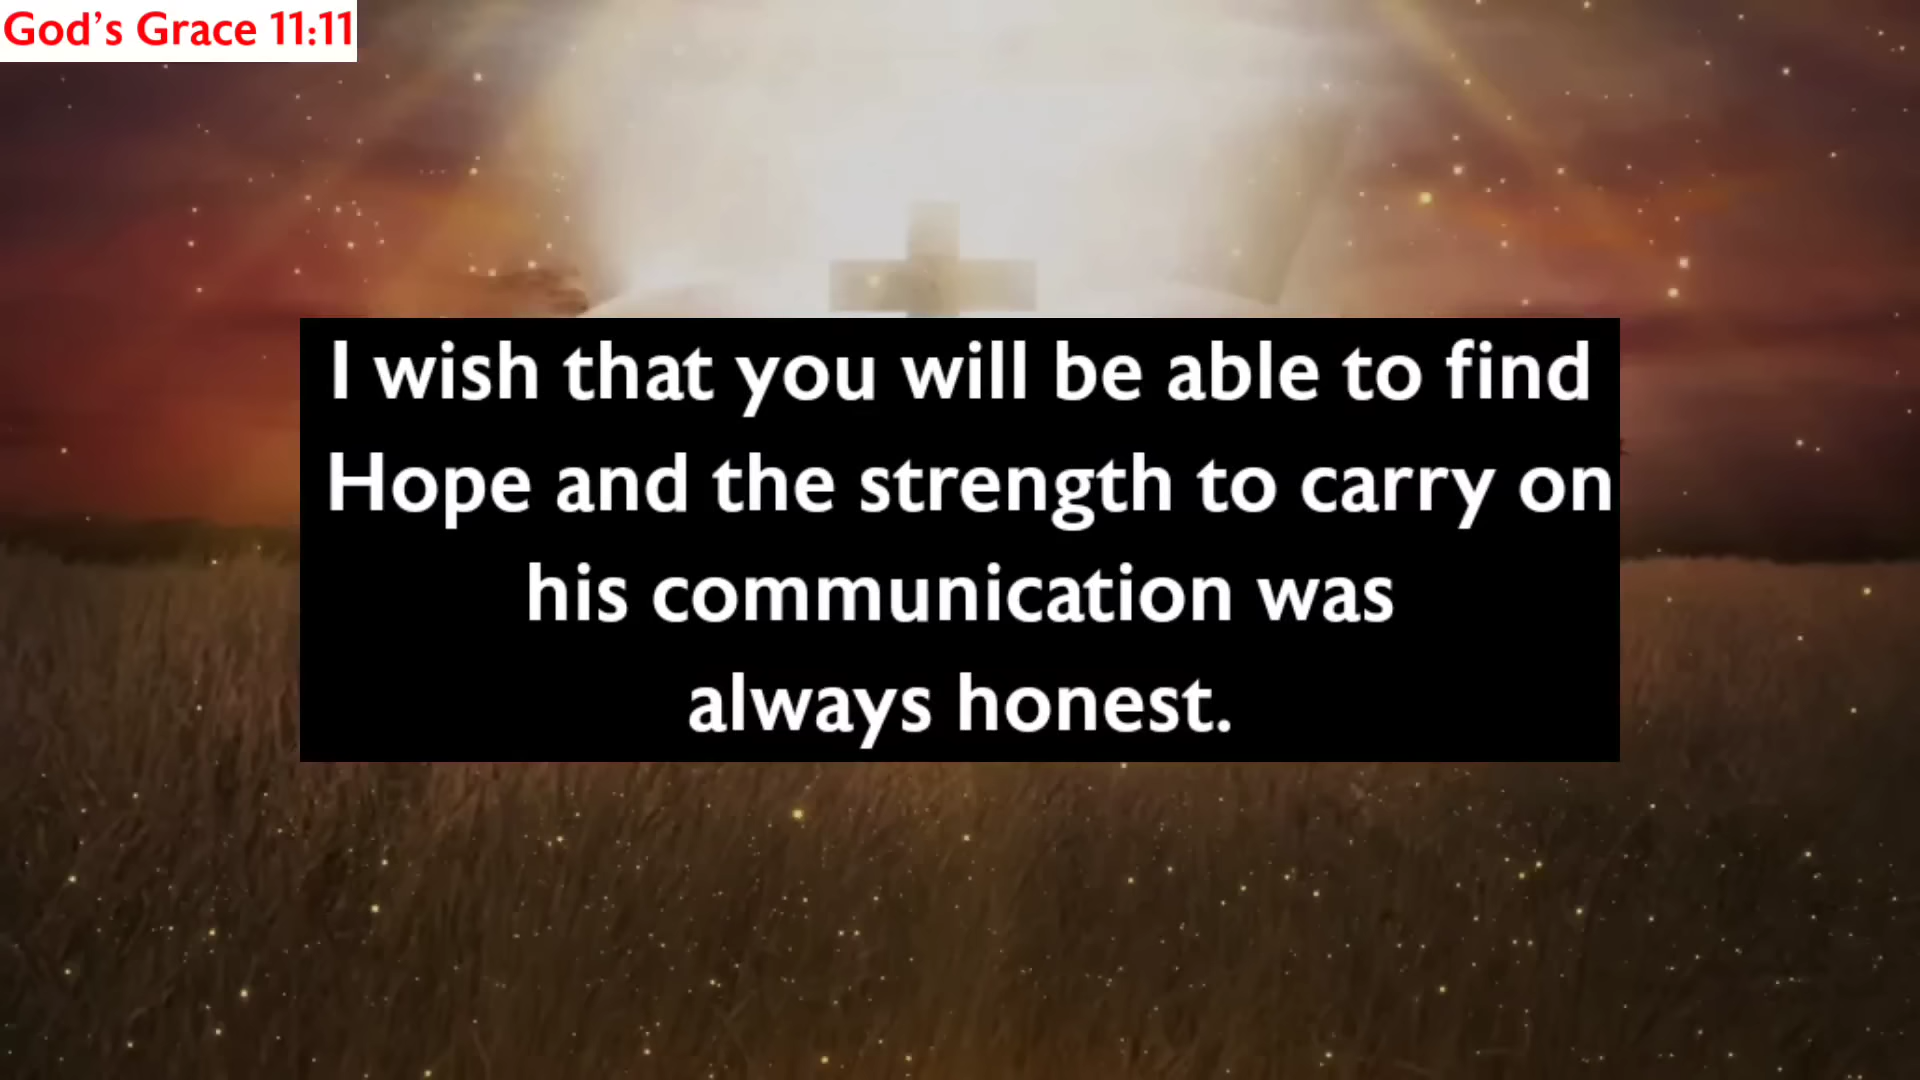 God's Grace 11:11
I wish that you will be able to find
Hope and the strength to carry on
his communication was
always honest.